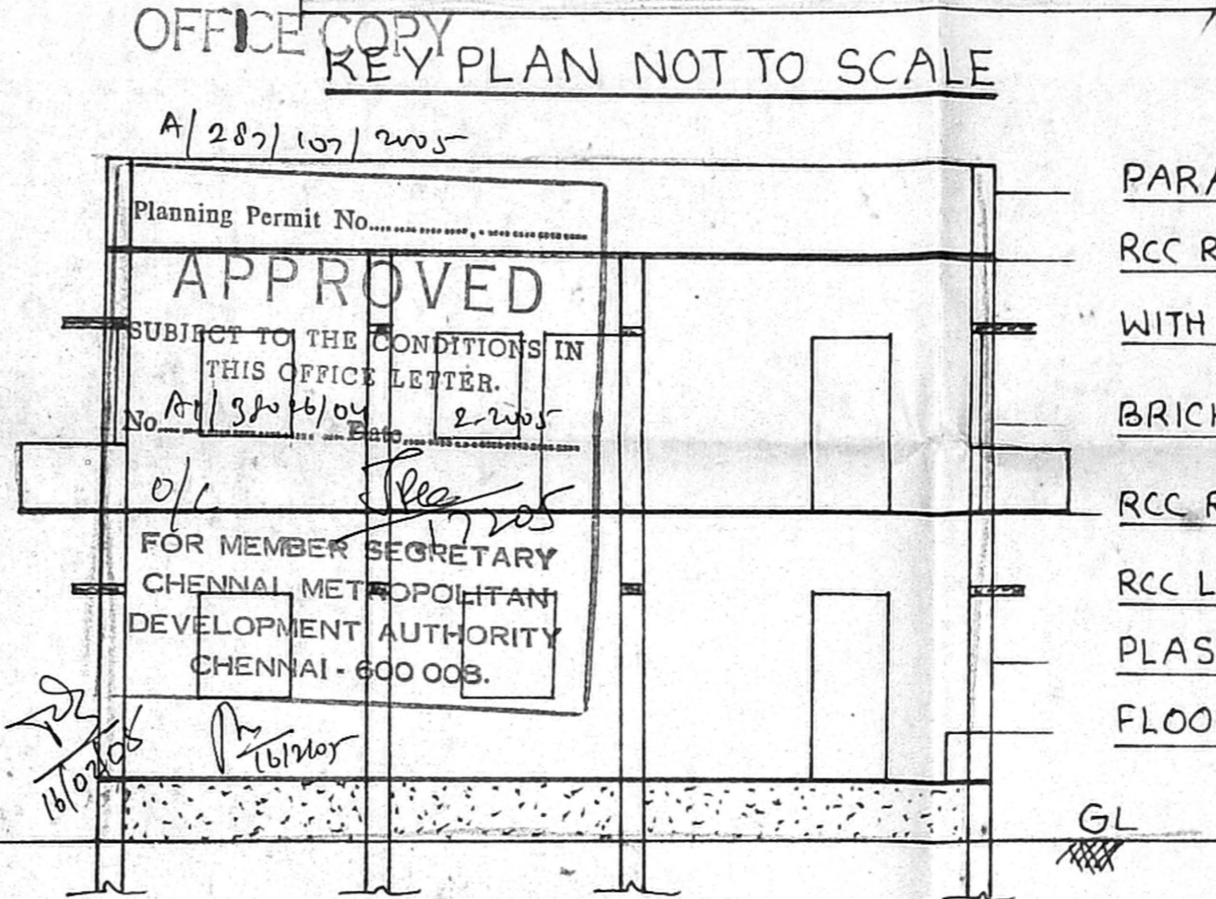 OFFICE COPY
KEY PLAN NOT TO SCALE
A/287/107/2005
Planning Permit No.
APPROVED
SUBJECT TO THE CONDITIONS IN
THIS OFFICE LETTER.
No. Date 2-2005
O/C
17205
FOR MEMBER SECRETARY
CHENNAI METROPOLITAN
DEVELOPMENT AUTHORITY
CHENNAI - 600 008.
16/02/05
16/2/05
PARA
RCC R
WITH
BRICK
RCC R
RCC L
PLAS
FLOO
GL